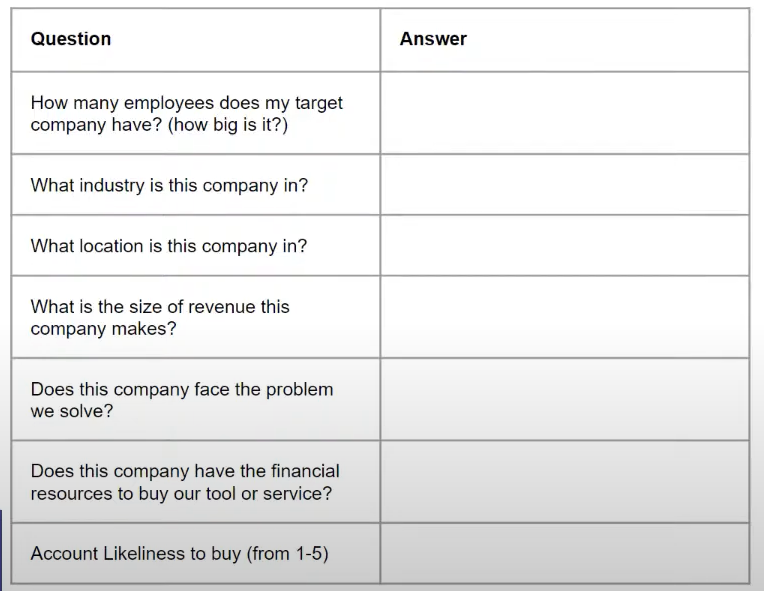 Question
Answer
How many employees does my target
company have? (how big is it?)
What industry is this company in?
What location is this company in?
What is the size of revenue this
company makes?
Does this company face the problem
we solve?
Does this company have the financial
resources to buy our tool or service?
Account Likeliness to buy (from 1-5)